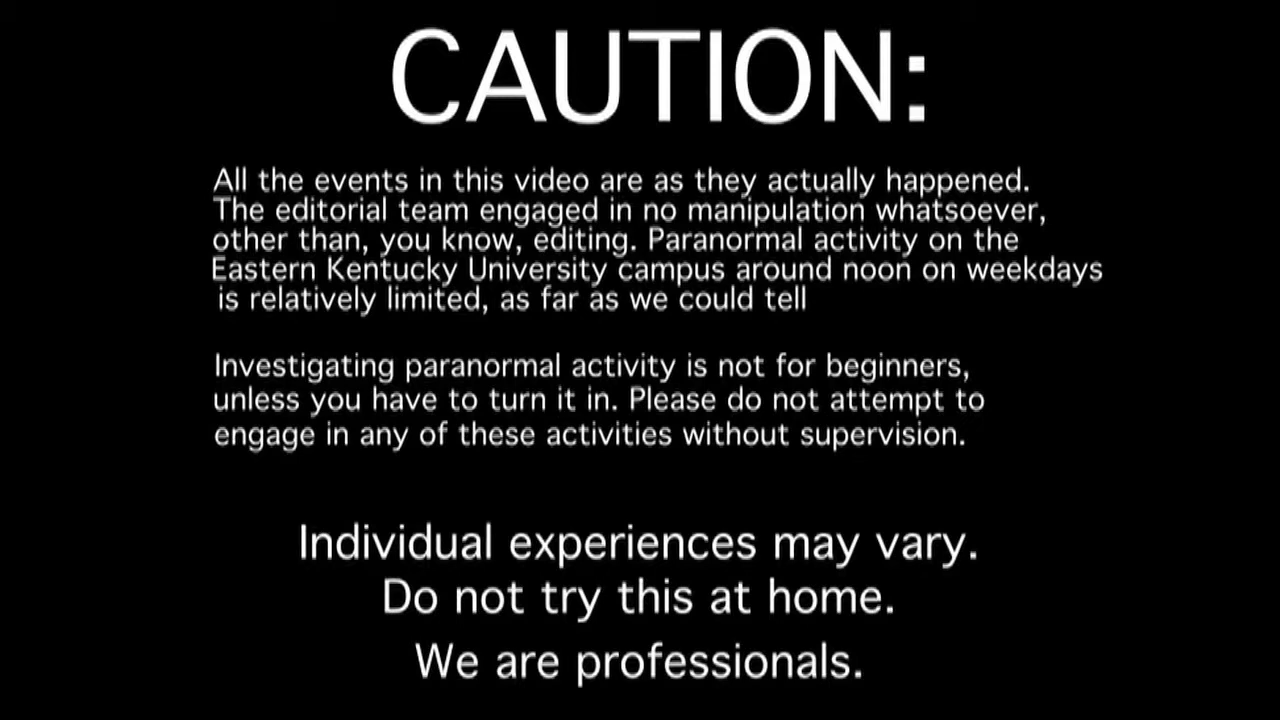 CAUTION:
All the events in this video are as they actually happened.
The editorial team engaged in no manipulation whatsoever,
other than, you know, editing. Paranormal activity on the
Eastern Kentucky University campus around noon on weekdays
is relatively limited, as far as we could tell
Investigating paranormal activity is not for beginners,
unless you have to turn it in. Please do not attempt to
engage in any of these activities without supervision.
Individual experiences may vary.
Do not try this at home.
We are professionals.